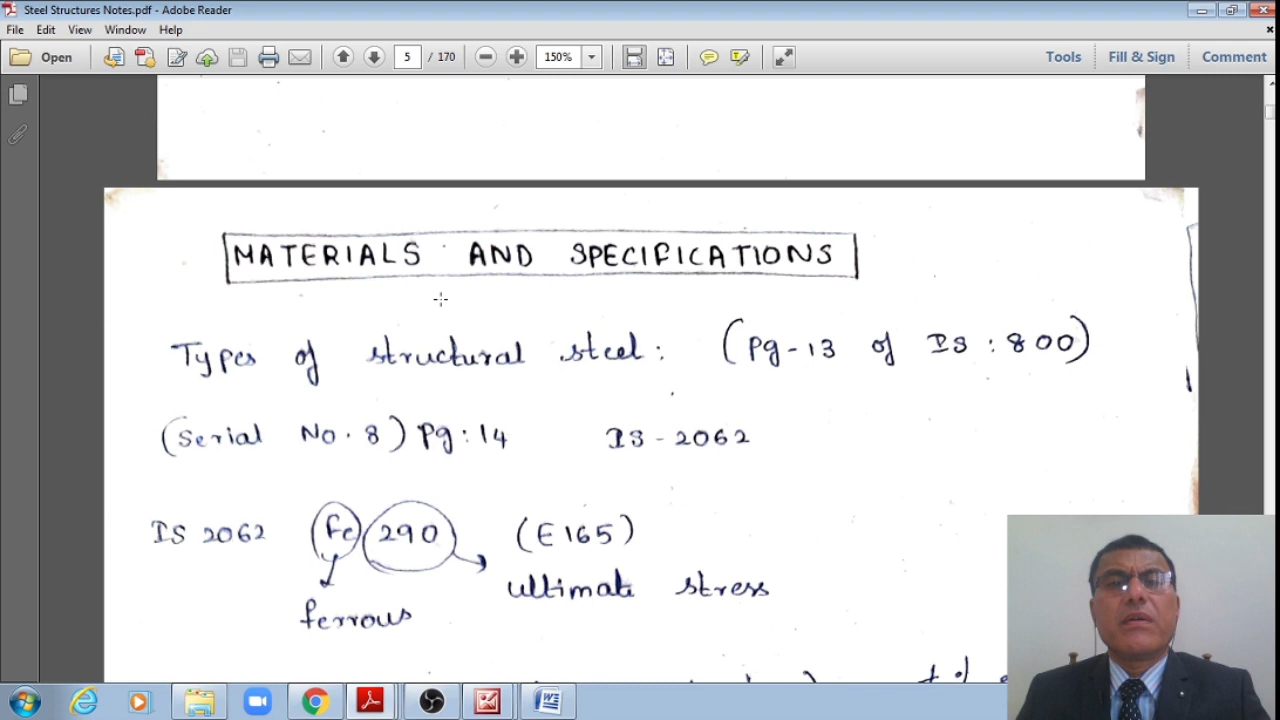 Steel Structures Notes.pdf - Adobe Reader
File Edit View Window Help
Open 5 / 170 150% Tools Fill & Sign Comment
MATERIALS AND SPECIFICATIONS
Types of structural steel: (Pg-13 of IS:800)
(Serial No. 8) Pg: 14 IS-2062
IS 2062 Fe 290 (E165)
ultimate stress
ferrous